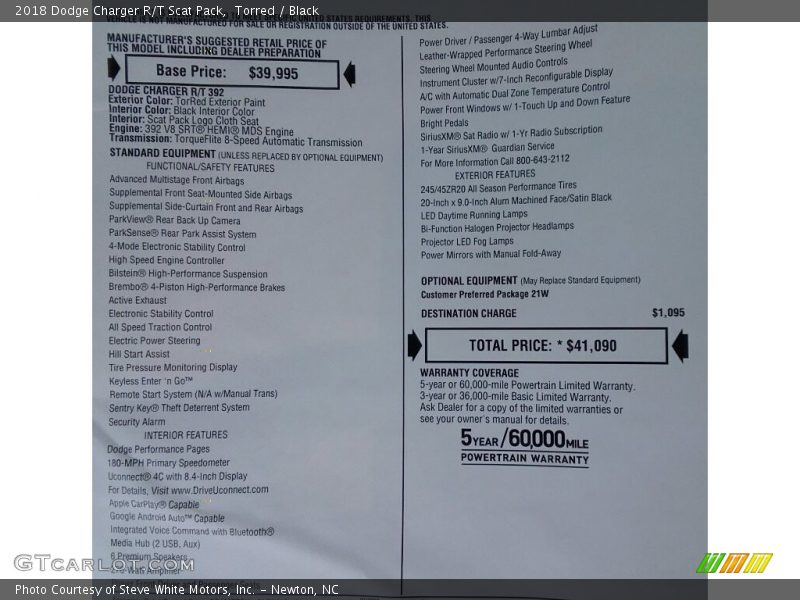 2018 Dodge Charger R/T Scat Pack, Torred / Black
VEHICLE IS NOT MANUFACTURED FOR SALE OR REGISTRATION OUTSIDE OF THE UNITED STATES.
MANUFACTURER'S SUGGESTED RETAIL PRICE OF
THIS MODEL INCLUDING DEALER PREPARATION
Base Price: $39,995
DODGE CHARGER R/T 392
Exterior Color: TorRed Exterior Paint
Interior Color: Black Interior Color
Interior: Scat Pack Logo Cloth Seat
Engine: 392 V8 SRT® HEMI® MDS Engine
Transmission: TorqueFlite 8-Speed Automatic Transmission
STANDARD EQUIPMENT (UNLESS REPLACED BY OPTIONAL EQUIPMENT)
FUNCTIONAL/SAFETY FEATURES
Advanced Multistage Front Airbags
Supplemental Front Seat-Mounted Side Airbags
Supplemental Side-Curtain Front and Rear Airbags
ParkView® Rear Back Up Camera
ParkSense® Rear Park Assist System
4-Mode Electronic Stability Control
High Speed Engine Controller
Bilstein® High-Performance Suspension
Brembo® 4-Piston High-Performance Brakes
Active Exhaust
Electronic Stability Control
All Speed Traction Control
Electric Power Steering
Hill Start Assist
Tire Pressure Monitoring Display
Keyless Enter 'n Go™
Remote Start System (N/A w/Manual Trans)
Sentry Key® Theft Deterrent System
Security Alarm
INTERIOR FEATURES
Dodge Performance Pages
180-MPH Primary Speedometer
Uconnect® 4C with 8.4-Inch Display
For Details, Visit www.DriveUconnect.com
Apple CarPlay® Capable
Google Android Auto™ Capable
Integrated Voice Command with Bluetooth®
Media Hub (2 USB, Aux)
6 Premium Speakers
Power Driver / Passenger 4-Way Lumbar Adjust
Leather-Wrapped Performance Steering Wheel
Steering Wheel Mounted Audio Controls
Instrument Cluster w/7-Inch Reconfigurable Display
A/C with Automatic Dual Zone Temperature Control
Power Front Windows w/ 1-Touch Up and Down Feature
Bright Pedals
SiriusXM® Sat Radio w/ 1-Yr Radio Subscription
1-Year SiriusXM® Guardian Service
For More Information Call 800-643-2112
EXTERIOR FEATURES
245/45ZR20 All Season Performance Tires
20-Inch x 9.0-Inch Alum Machined Face/Satin Black
LED Daytime Running Lamps
Bi-Function Halogen Projector Headlamps
Projector LED Fog Lamps
Power Mirrors with Manual Fold-Away
OPTIONAL EQUIPMENT (May Replace Standard Equipment)
Customer Preferred Package 21W
DESTINATION CHARGE $1,095
TOTAL PRICE: * $41,090
WARRANTY COVERAGE
5-year or 60,000-mile Powertrain Limited Warranty.
3-year or 36,000-mile Basic Limited Warranty.
Ask Dealer for a copy of the limited warranties or
see your owner's manual for details.
5 YEAR / 60,000 MILE
POWERTRAIN WARRANTY
GTCARLOT.COM
Photo Courtesy of Steve White Motors, Inc. – Newton, NC